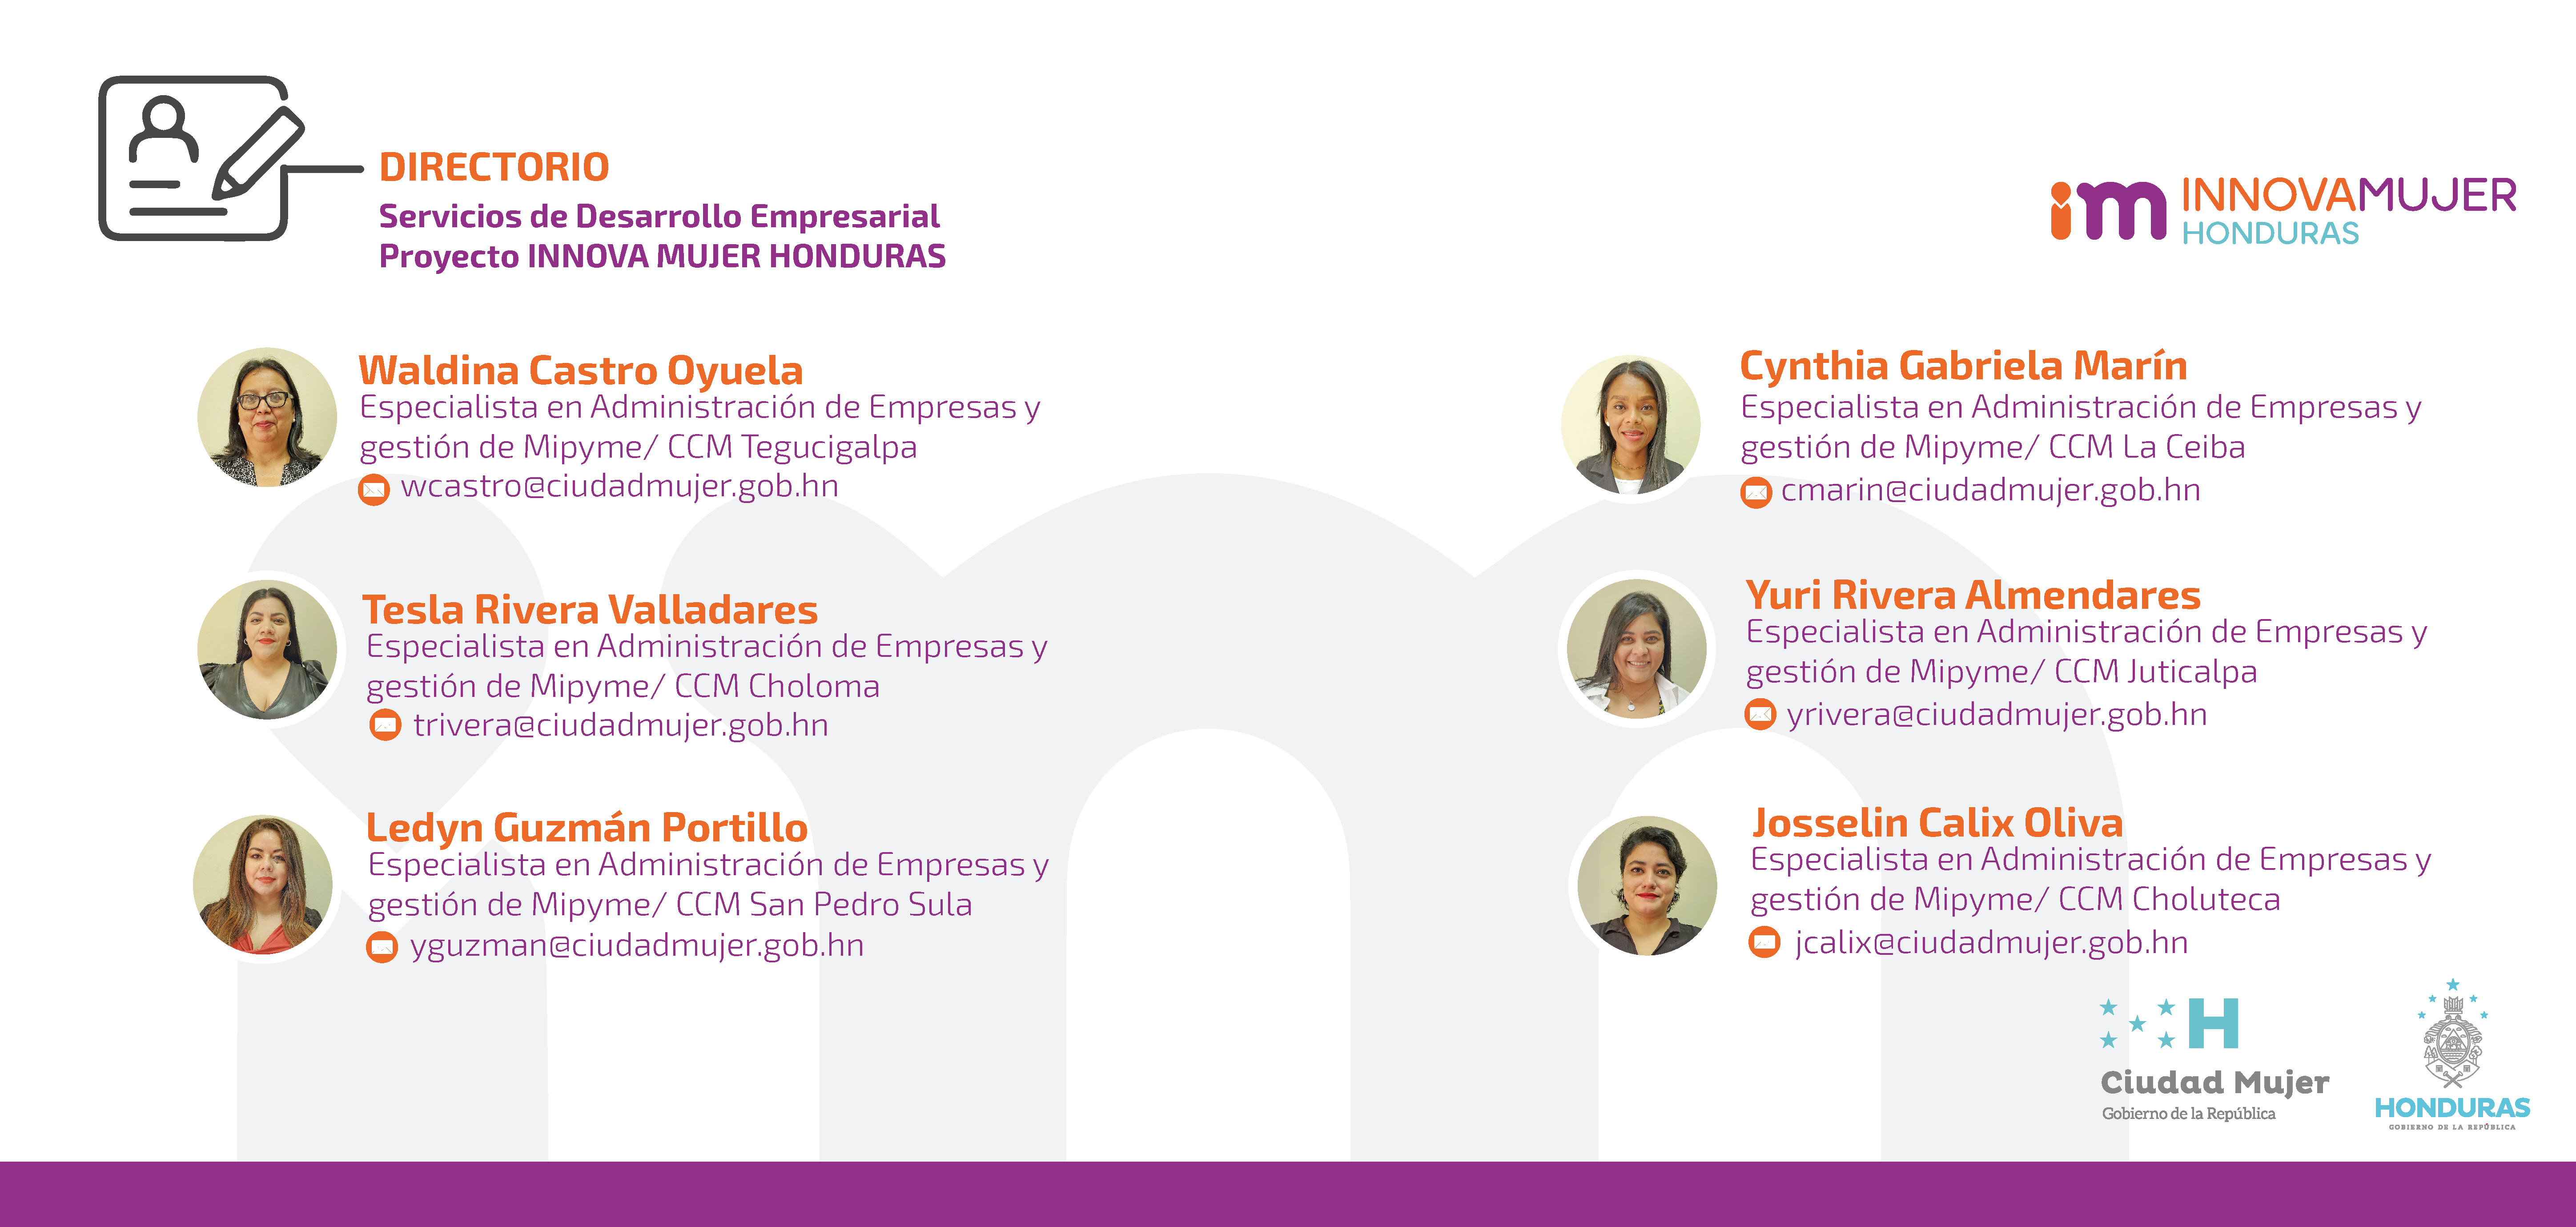 DIRECTORIO
Servicios de Desarrollo Empresarial
Proyecto INNOVA MUJER HONDURAS
im INNOVAMUJER
HONDURAS
Waldina Castro Oyuela
Especialista en Administración de Empresas y
gestión de Mipyme/ CCM Tegucigalpa
wcastro@ciudadmujer.gob.hn
Tesla Rivera Valladares
Especialista en Administración de Empresas y
gestión de Mipyme/ CCM Choloma
trivera@ciudadmujer.gob.hn
Ledyn Guzmán Portillo
Especialista en Administración de Empresas y
gestión de Mipyme/ CCM San Pedro Sula
yguzman@ciudadmujer.gob.hn
Cynthia Gabriela Marín
Especialista en Administración de Empresas y
gestión de Mipyme/ CCM La Ceiba
cmarin@ciudadmujer.gob.hn
Yuri Rivera Almendares
Especialista en Administración de Empresas y
gestión de Mipyme/ CCM Juticalpa
yrivera@ciudadmujer.gob.hn
Josselin Calix Oliva
Especialista en Administración de Empresas y
gestión de Mipyme/ CCM Choluteca
jcalix@ciudadmujer.gob.hn
H
Ciudad Mujer
Gobierno de la República
HONDURAS
GOBIERNO DE LA REPÚBLICA